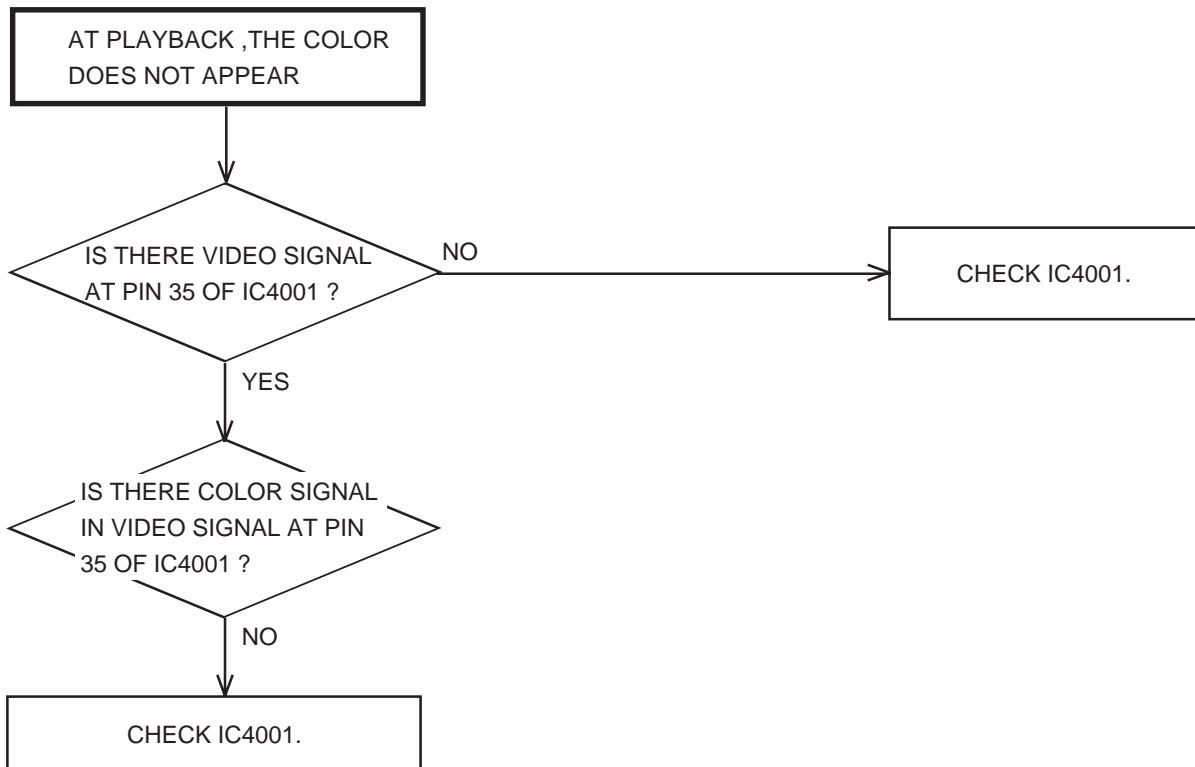 AT PLAYBACK ,THE COLOR
DOES NOT APPEAR
IS THERE VIDEO SIGNAL
AT PIN 35 OF IC4001 ?
NO
CHECK IC4001.
YES
IS THERE COLOR SIGNAL
IN VIDEO SIGNAL AT PIN
35 OF IC4001 ?
NO
CHECK IC4001.